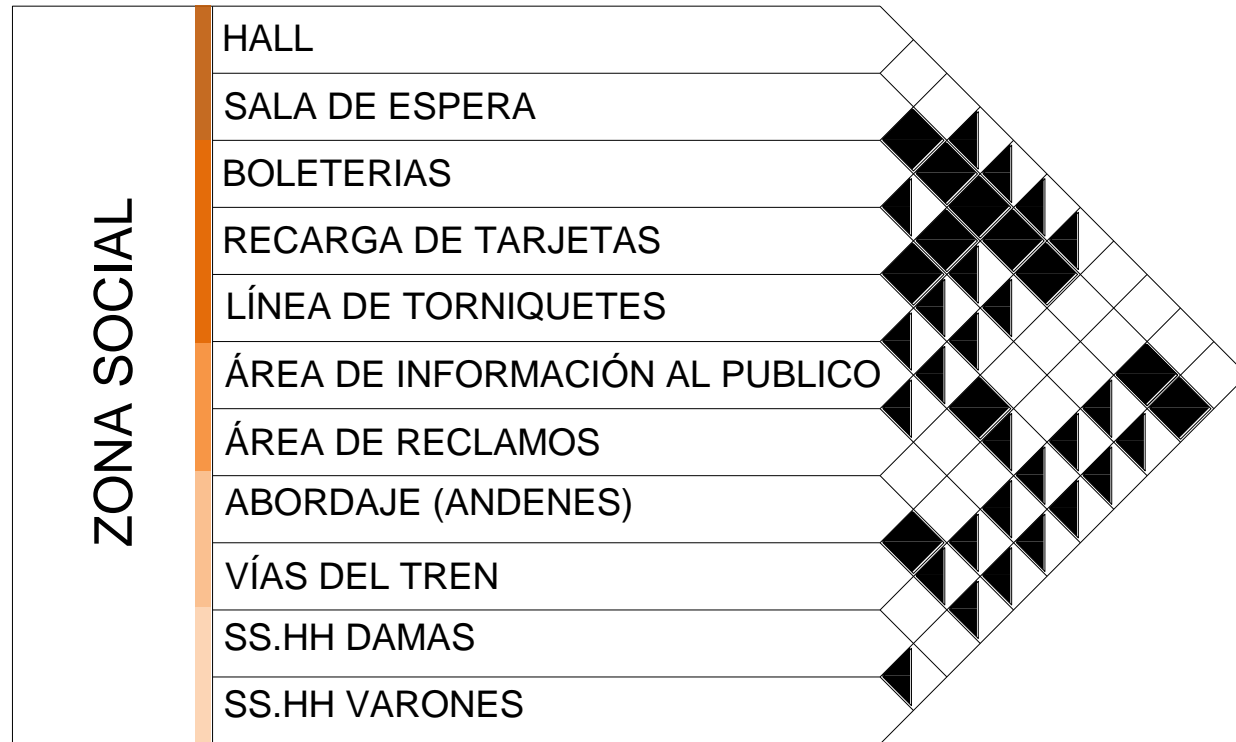 ZONA SOCIAL
HALL
SALA DE ESPERA
BOLETERIAS
RECARGA DE TARJETAS
LÍNEA DE TORNIQUETES
ÁREA DE INFORMACIÓN AL PUBLICO
ÁREA DE RECLAMOS
ABORDAJE (ANDENES)
VÍAS DEL TREN
SS.HH DAMAS
SS.HH VARONES